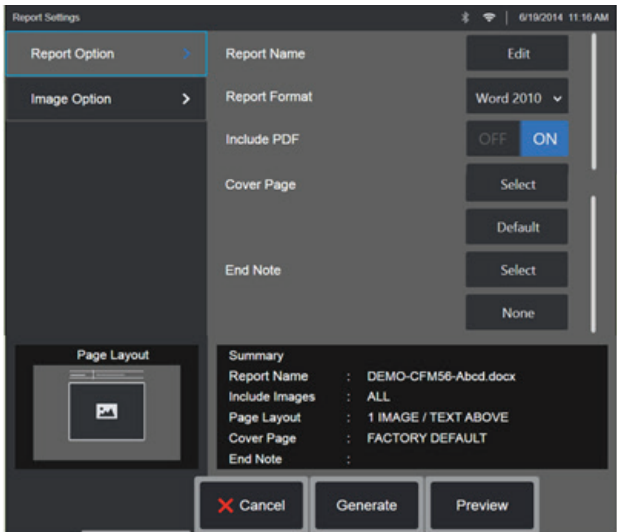 Report Settings 6/19/2014 11.16 AM
Report Option Report Name Edit
Image Option Report Format Word 2010
Include PDF OFF ON
Cover Page Select
Default
End Note Select
None
Page Layout
Summary
Report Name : DEMO-CFM56-Abcd.docx
Include Images : ALL
Page Layout : 1 IMAGE / TEXT ABOVE
Cover Page : FACTORY DEFAULT
End Note :
Cancel Generate Preview